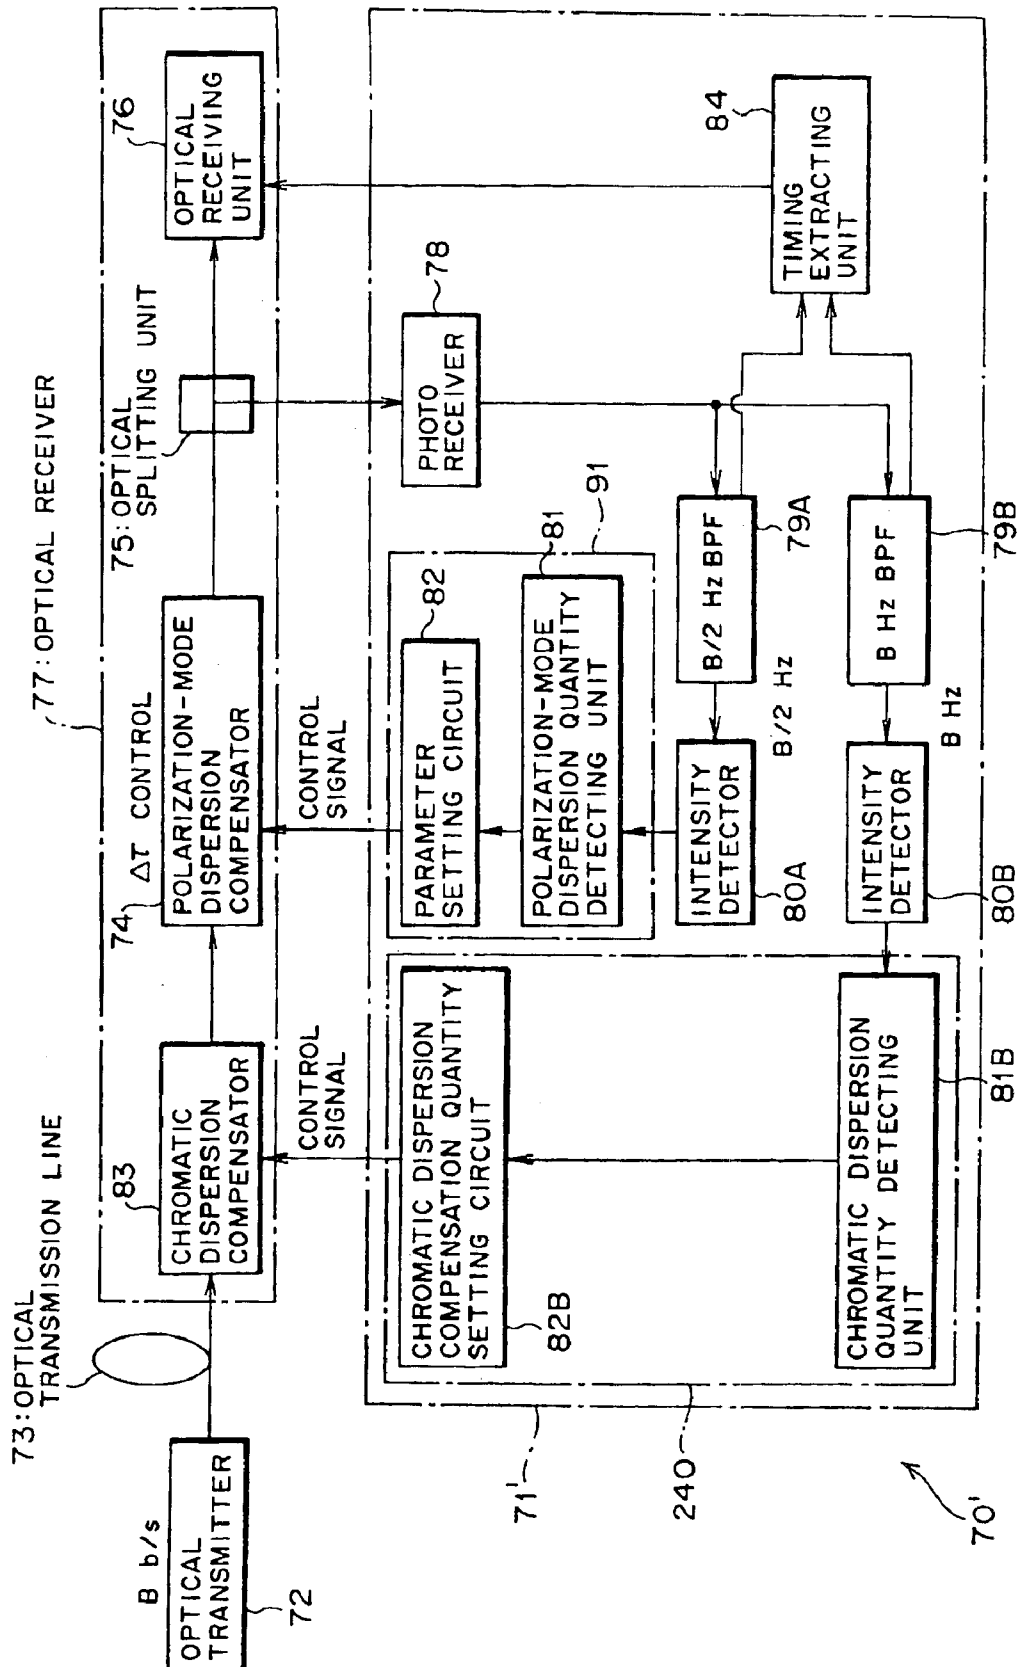 73:OPTICAL
TRANSMISSION LINE
77:OPTICAL RECEIVER
B b/s
OPTICAL
TRANSMITTER
72
83
CHROMATIC
DISPERSION
COMPENSATOR
74
Δτ CONTROL
POLARIZATION-MODE
DISPERSION
COMPENSATOR
75:OPTICAL
SPLITTING UNIT
76
OPTICAL
RECEIVING
UNIT
CONTROL
SIGNAL
CONTROL
SIGNAL
CHROMATIC DISPERSION
COMPENSATION QUANTITY
SETTING CIRCUIT
82B
PARAMETER
SETTING CIRCUIT
82
POLARIZATION-MODE
DISPERSION QUANTITY
DETECTING UNIT
81
91
PHOTO
RECEIVER
78
INTENSITY
DETECTOR
80A
B/2 Hz
B/2 Hz BPF
79A
TIMING
EXTRACTING
UNIT
84
CHROMATIC DISPERSION
QUANTITY DETECTING
UNIT
81B
INTENSITY
DETECTOR
80B
B Hz
B Hz BPF
79B
71'
240
70'